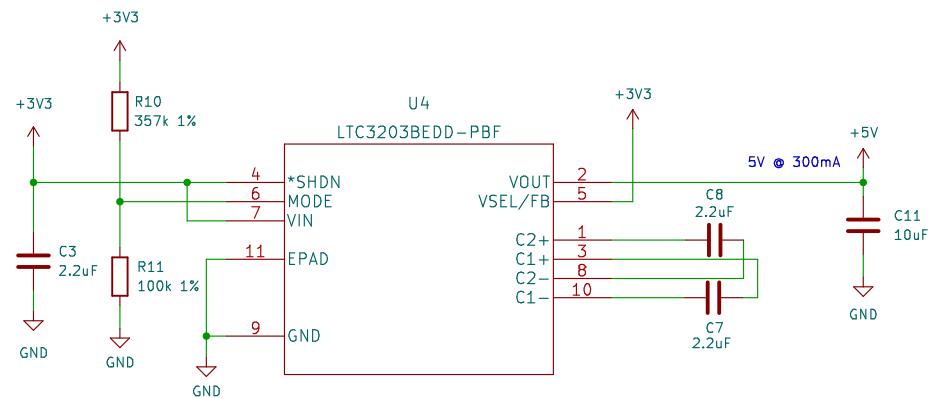 +3V3
R10
357k 1%
+3V3
C3
2.2uF
GND
R11
100k 1%
GND
U4
LTC3203BEDD-PBF
4
*SHDN
6
MODE
7
VIN
11
EPAD
9
GND
GND
VOUT
2
VSEL/FB
5
C2+
1
C1+
3
C2-
8
C1-
10
+3V3
5V @ 300mA
+5V
C8
2.2uF
C7
2.2uF
C11
10uF
GND